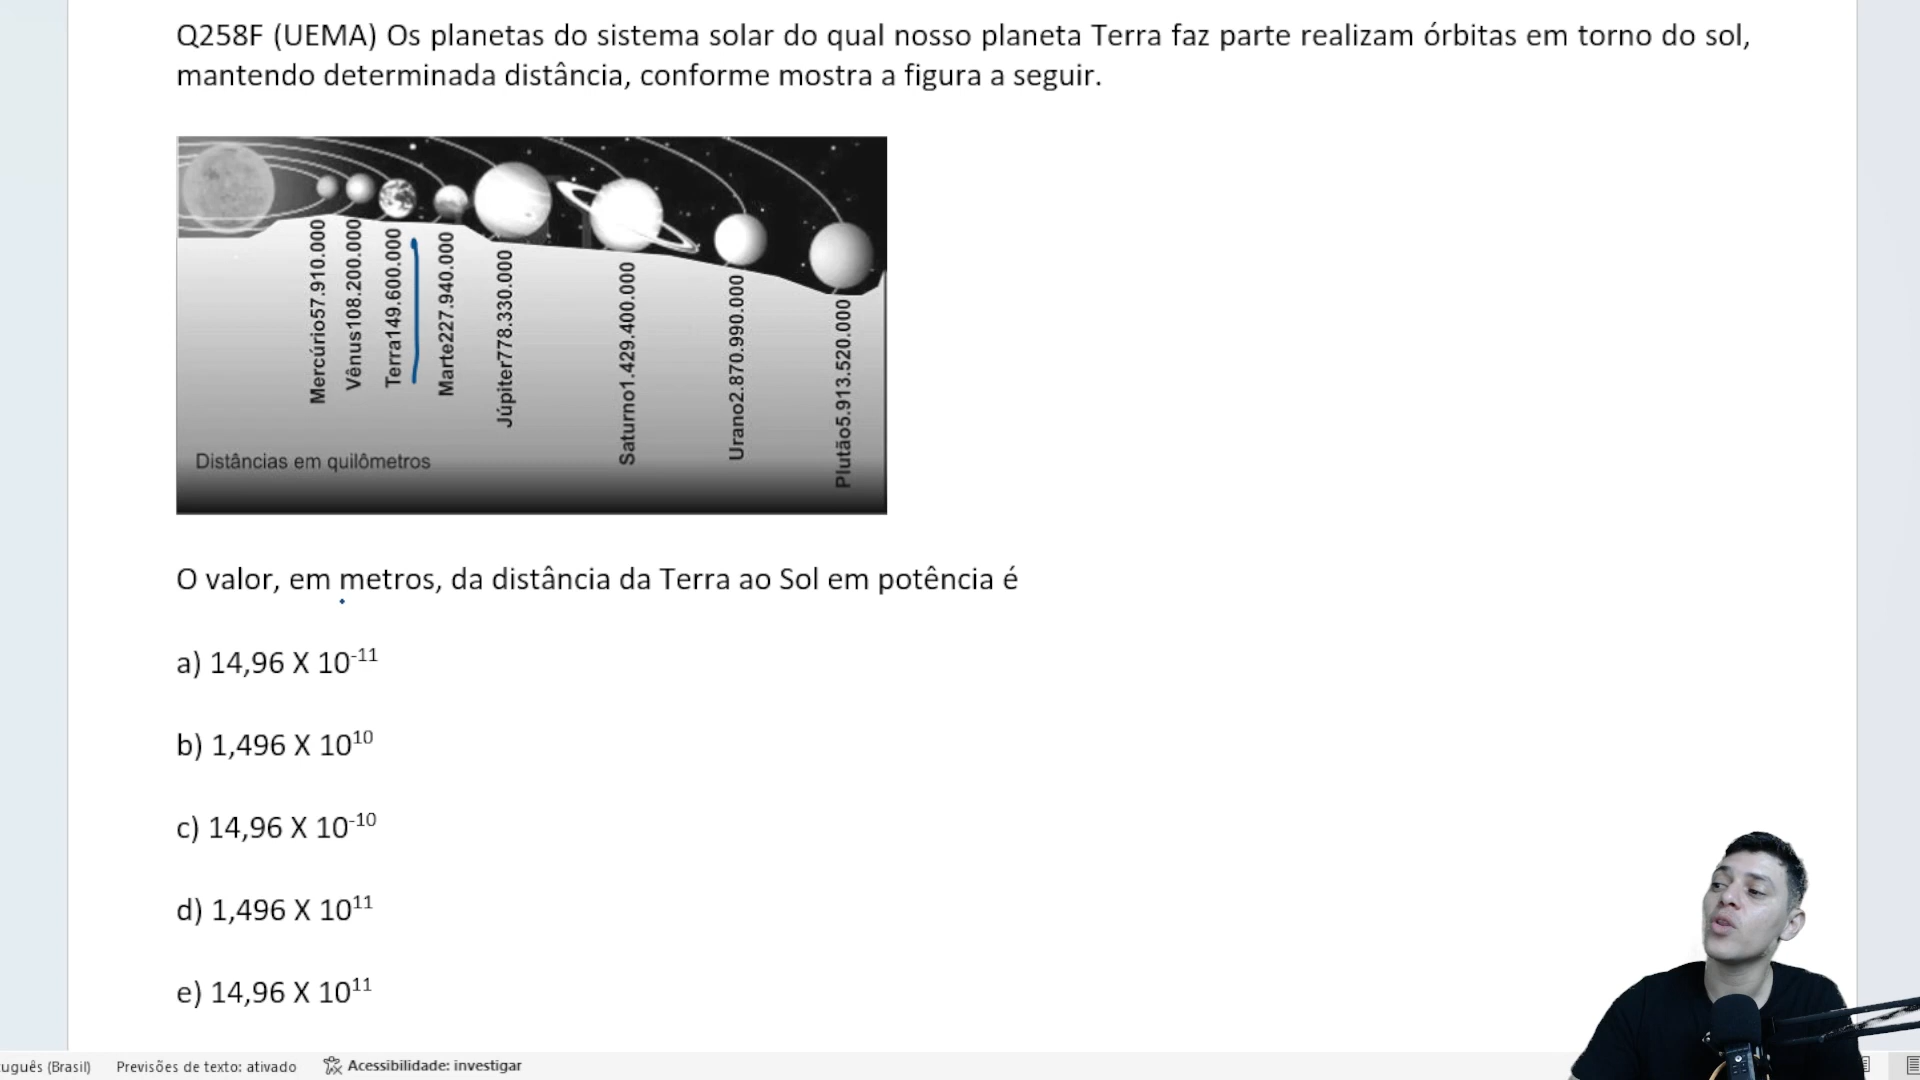 Q258F (UEMA) Os planetas do sistema solar do qual nosso planeta Terra faz parte realizam órbitas em torno do sol,
mantendo determinada distância, conforme mostra a figura a seguir.
Mercúrio57.910.000
Vênus108.200.000
Terra149.600.000
Marte227.940.000
Júpiter778.330.000
Saturno1.429.400.000
Urano2.870.990.000
Plutão5.913.520.000
Distâncias em quilômetros
O valor, em metros, da distância da Terra ao Sol em potência é
a) 14,96 X 10⁻¹¹
b) 1,496 X 10¹⁰
c) 14,96 X 10⁻¹⁰
d) 1,496 X 10¹¹
e) 14,96 X 10¹¹
uguês (Brasil) Previsões de texto: ativado Acessibilidade: investigar